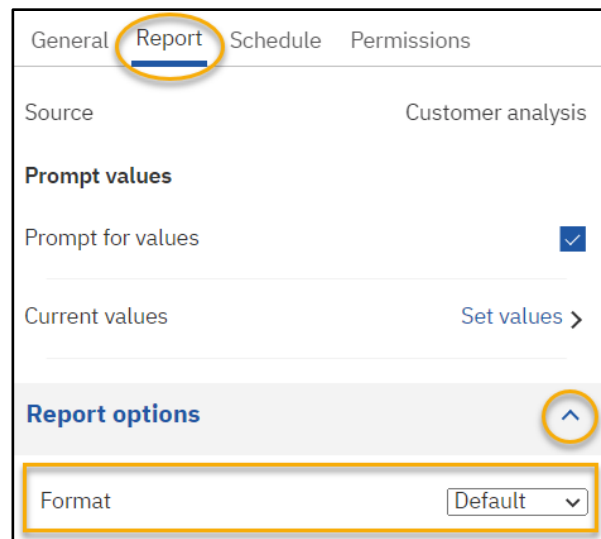 General Report Schedule Permissions
Source Customer analysis
Prompt values
Prompt for values
Current values Set values
Report options
Format Default